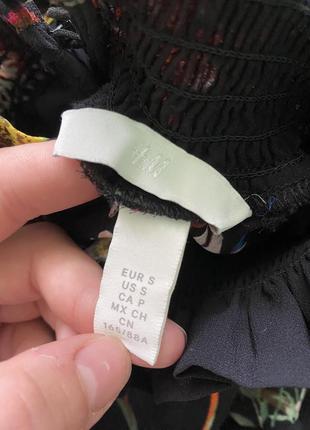 H&M
EUR S
US S
CA P
MX CH
CN
165/88A